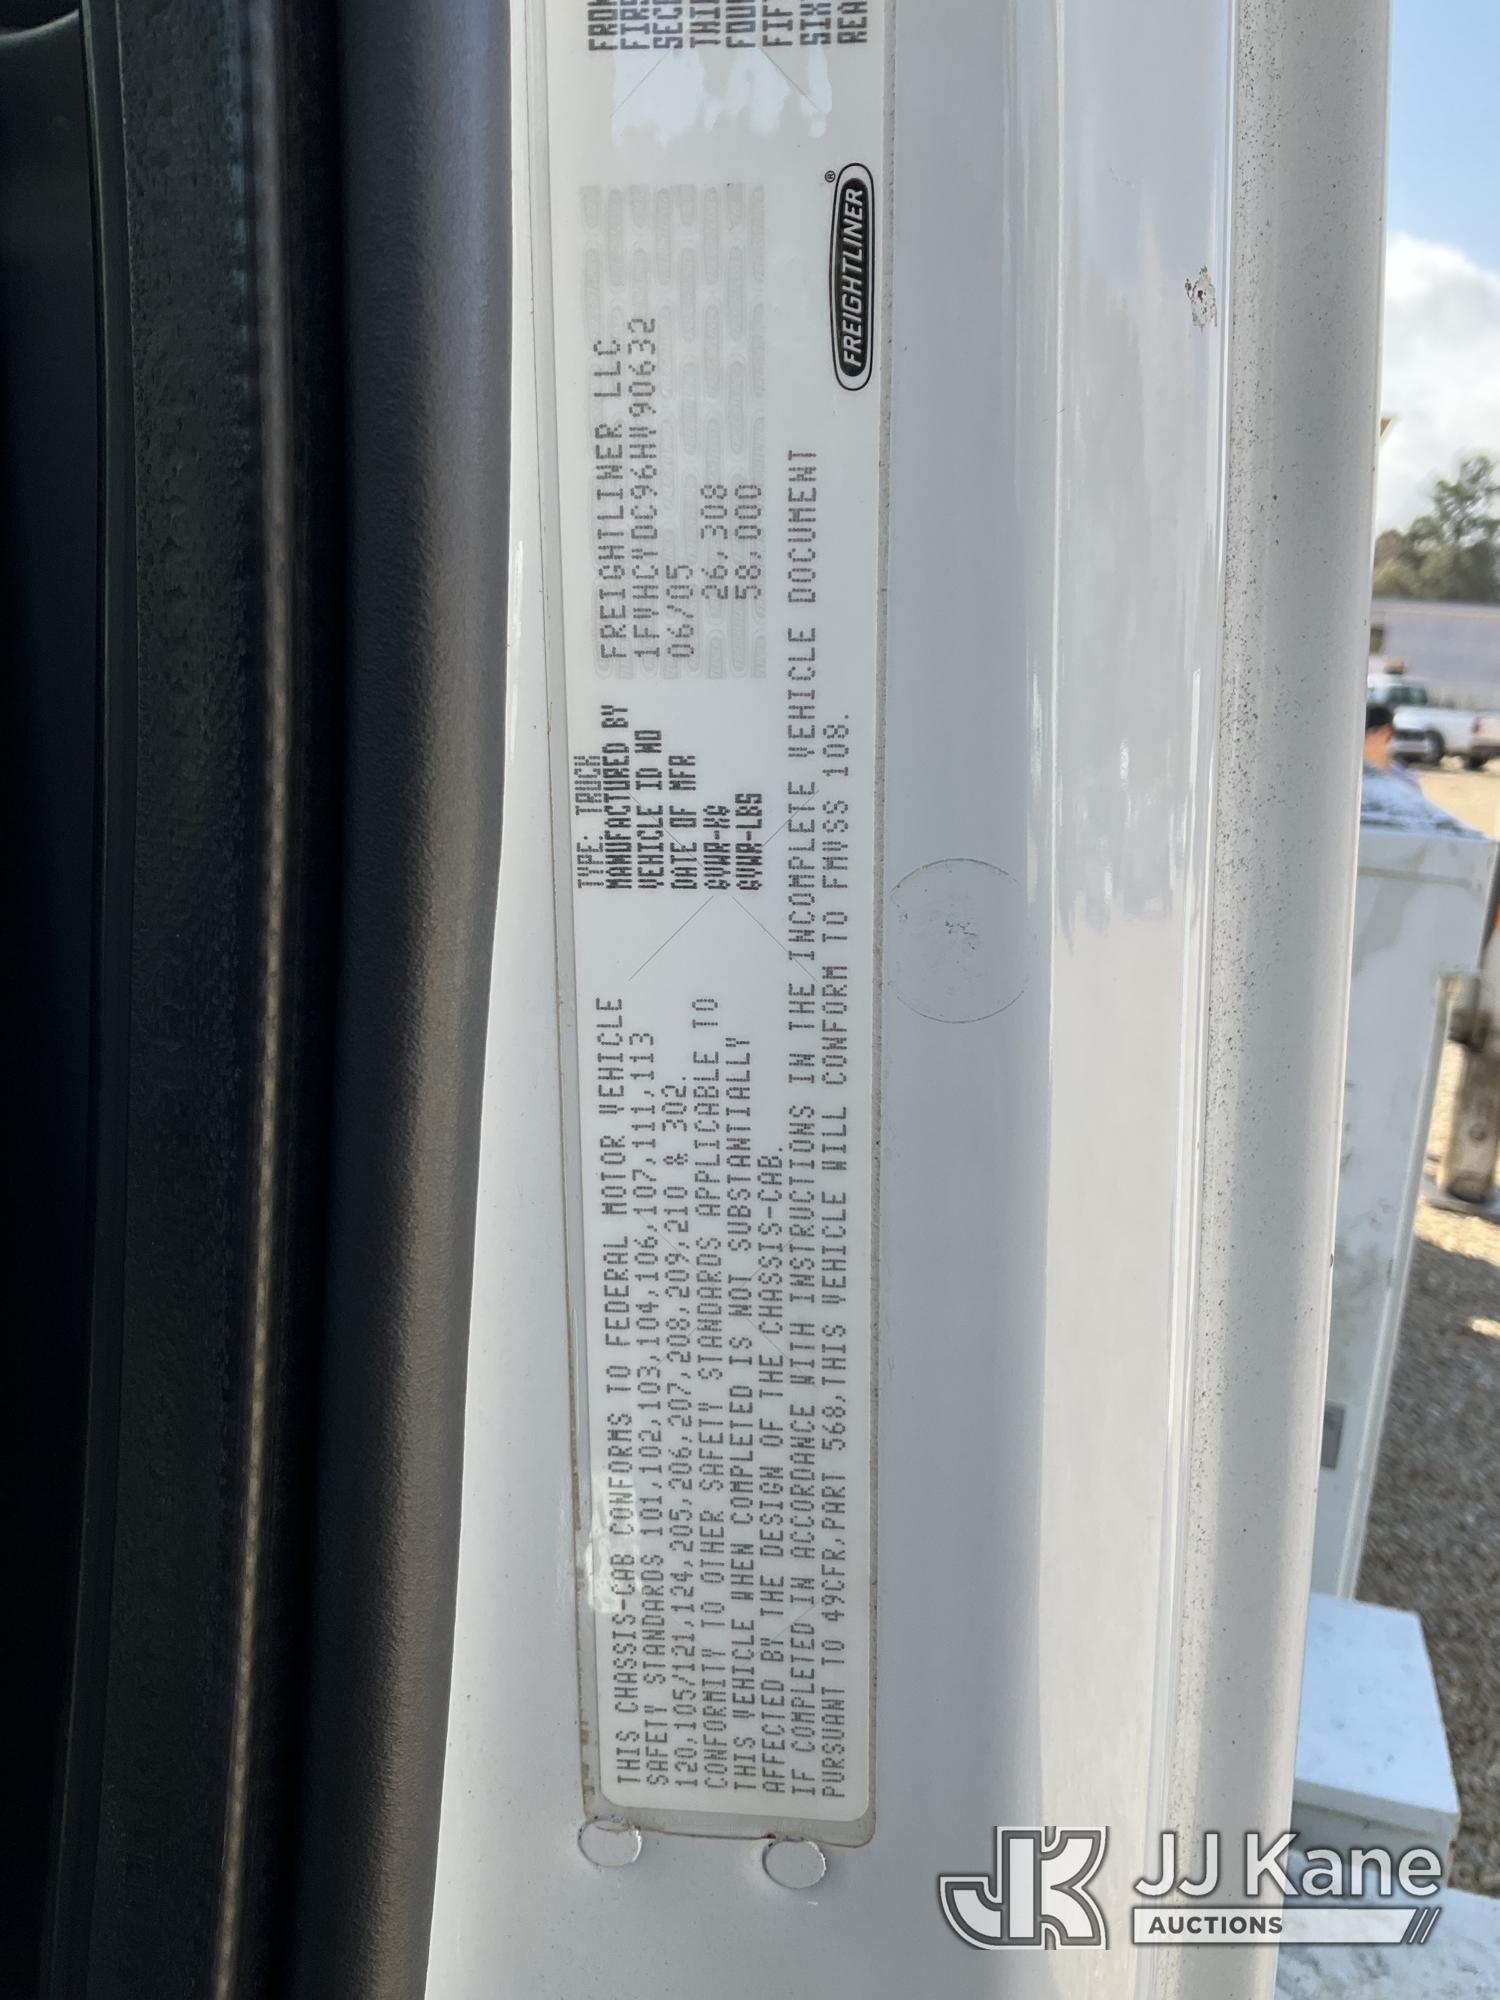 THIS CHASSIS-CAB CONFORMS TO FEDERAL MOTOR VEHICLE
SAFETY STANDARDS 101,102,103,104,106,107,111,113
120,105/121,124,205,206,207,208,209,210 & 302.
CONFORMITY TO OTHER SAFETY STANDARDS APPLICABLE TO
THIS VEHICLE WHEN COMPLETED IS NOT SUBSTANTIALLY
AFFECTED BY THE DESIGN OF THE CHASSIS-CAB.
IF COMPLETED IN ACCORDANCE WITH INSTRUCTIONS IN THE INCOMPLETE VEHICLE DOCUMENT
PURSUANT TO 49CFR,PART 568,THIS VEHICLE WILL CONFORM TO FMVSS 108.
TYPE: TRUCK
MANUFACTURED BY FREIGHTLINER LLC
VEHICLE ID NO 1FVHCYDC96HW90632
DATE OF MFR 06/05
GVWR-KG 26,308
GVWR-LBS 58,000
FREIGHTLINER®
JJ Kane
AUCTIONS